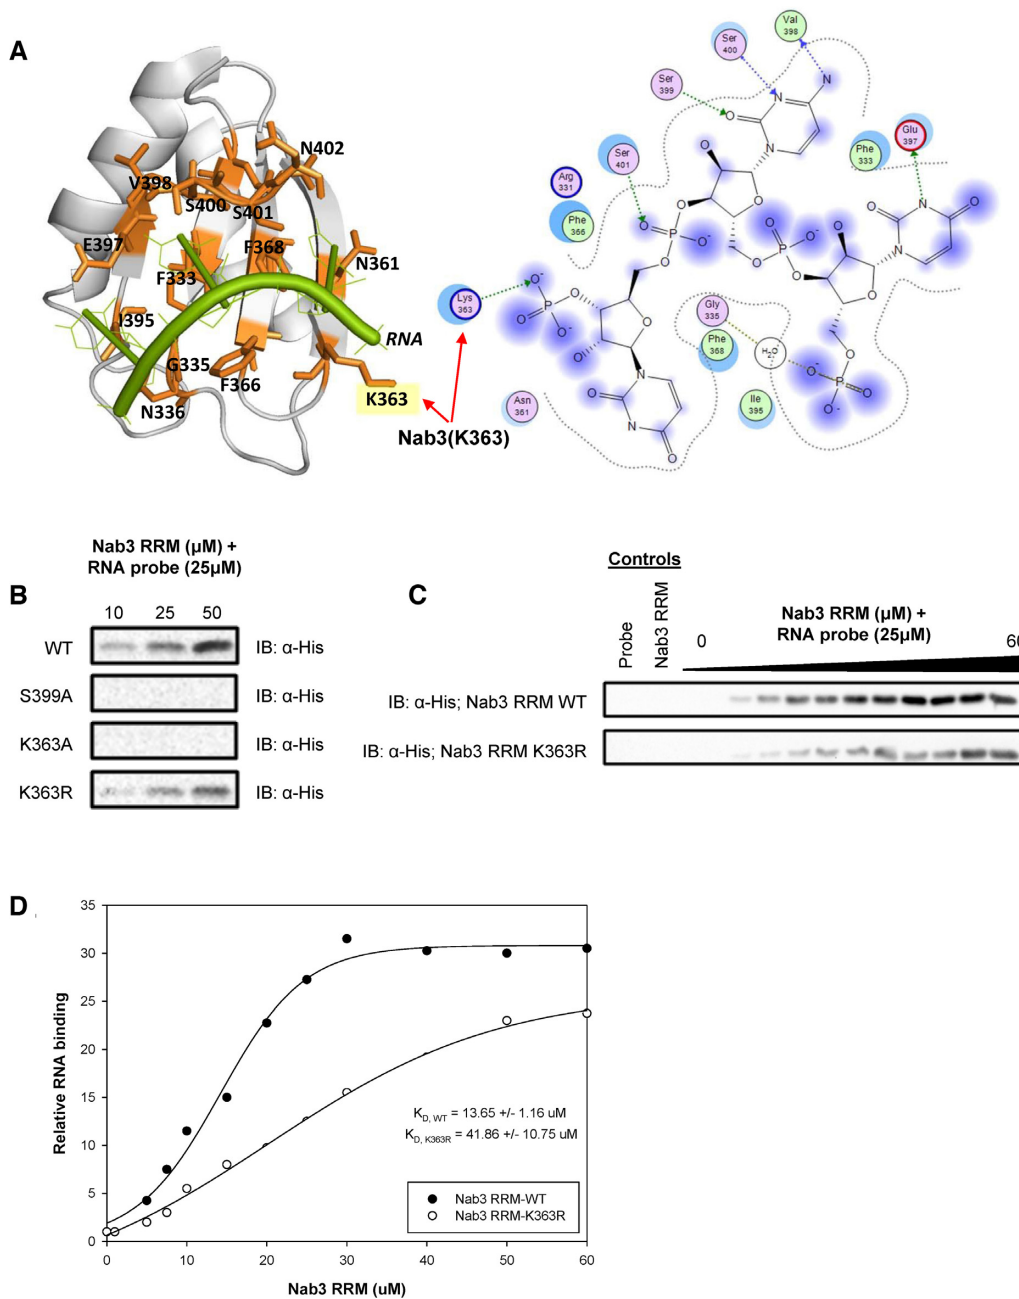 A
V398
S400
S401
N402
E397
F368
N361
F333
I395
RNA
G335
F366
N336
K363
Nab3(K363)
Val
398
Ser
400
Ser
399
Ser
401
Arg
331
Phe
366
Phe
333
Glu
397
Lys
363
Gly
335
Phe
368
H₂O
Ile
395
Asn
361
Nab3 RRM (µM) +
RNA probe (25µM)
B
10 25 50
WT IB: α-His
S399A IB: α-His
K363A IB: α-His
K363R IB: α-His
C
Controls
Probe
Nab3 RRM
Nab3 RRM (µM) +
RNA probe (25µM)
0 60
IB: α-His; Nab3 RRM WT
IB: α-His; Nab3 RRM K363R
D
Relative RNA binding
35
30
25
20
15
10
5
0
K D, WT = 13.65 +/- 1.16 uM
K D, K363R = 41.86 +/- 10.75 uM
Nab3 RRM-WT
Nab3 RRM-K363R
0 10 20 30 40 50 60
Nab3 RRM (uM)